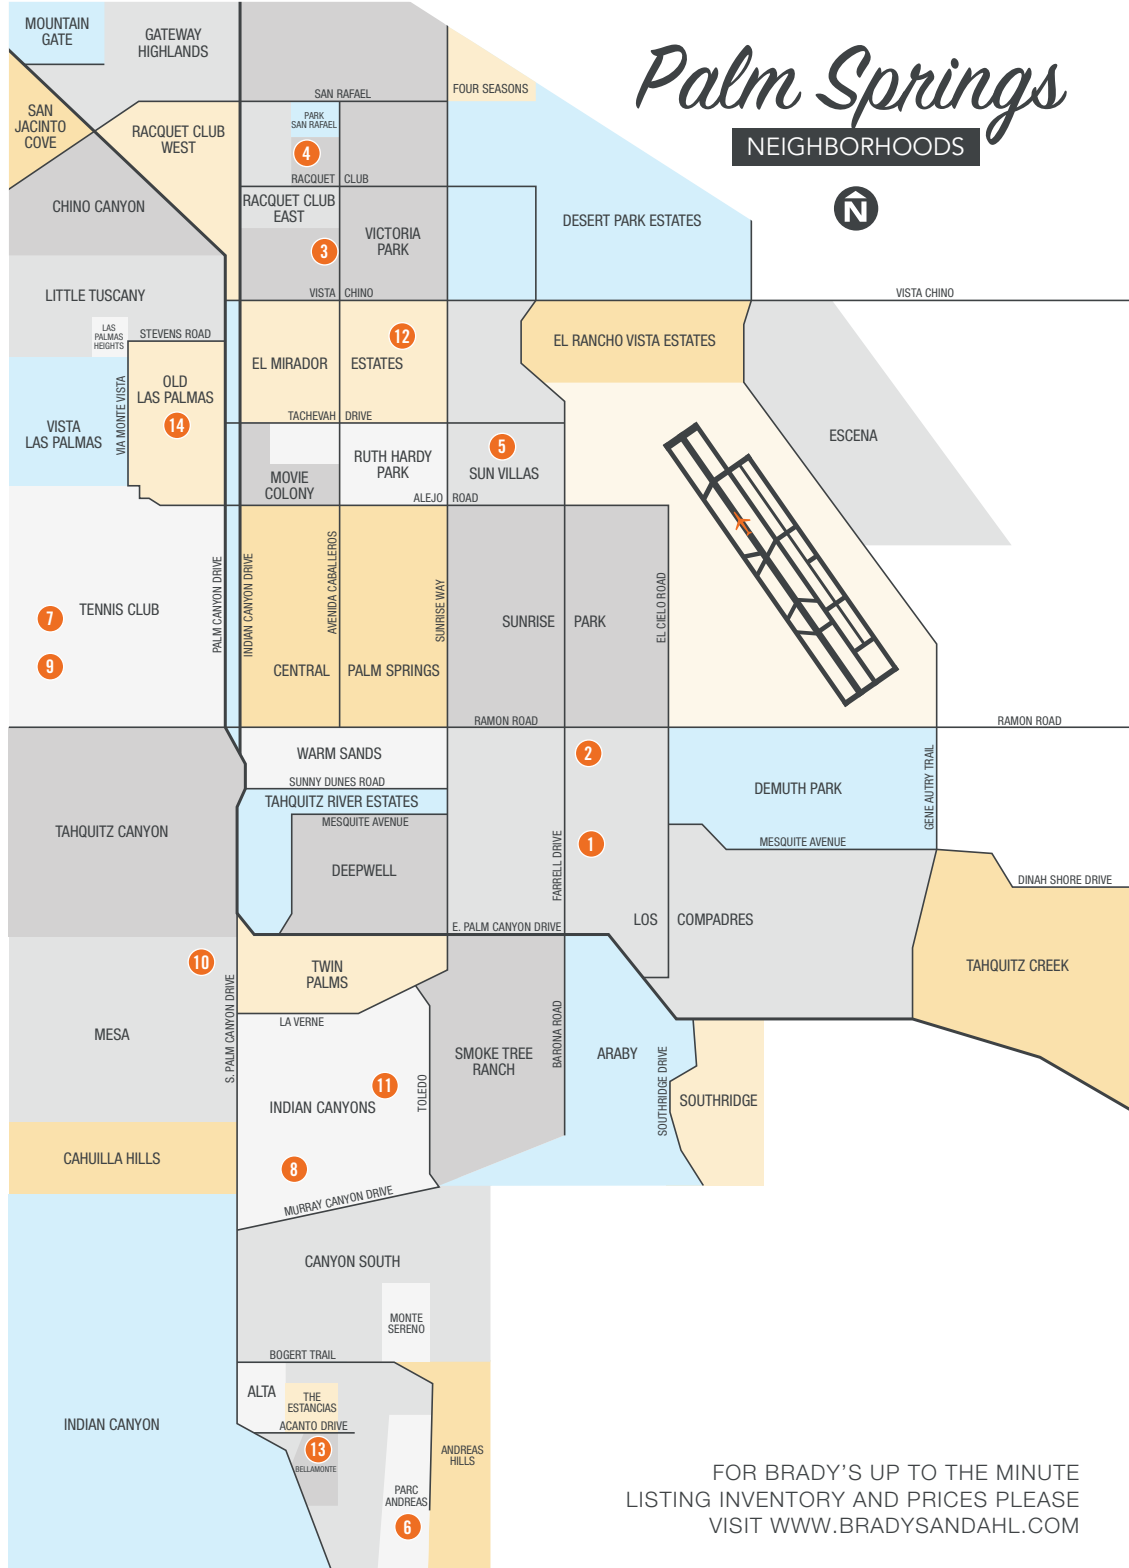 MOUNTAIN
GATE
GATEWAY
HIGHLANDS
Palm Springs
NEIGHBORHOODS
N
SAN
JACINTO
COVE
RACQUET CLUB
WEST
SAN RAFAEL
FOUR SEASONS
PARK
SAN RAFAEL
4
RACQUET CLUB
CHINO CANYON
RACQUET CLUB
EAST
3
VICTORIA
PARK
DESERT PARK ESTATES
LITTLE TUSCANY
VISTA CHINO
VISTA CHINO
LAS
PALMAS
HEIGHTS
STEVENS ROAD
12
EL MIRADOR ESTATES
EL RANCHO VISTA ESTATES
OLD
LAS PALMAS
14
VIA MONTE VISTA
VISTA
LAS PALMAS
TACHEVAH DRIVE
ESCENA
MOVIE
COLONY
RUTH HARDY
PARK
5
SUN VILLAS
ALEJO ROAD
7
TENNIS CLUB
9
PALM CANYON DRIVE
INDIAN CANYON DRIVE
AVENIDA CABALLEROS
SUNRISE WAY
SUNRISE PARK
EL CIELO ROAD
CENTRAL PALM SPRINGS
RAMON ROAD
RAMON ROAD
WARM SANDS
SUNNY DUNES ROAD
TAHQUITZ RIVER ESTATES
MESQUITE AVENUE
2
DEMUTH PARK
GENE AUTRY TRAIL
TAHQUITZ CANYON
DEEPWELL
FARRELL DRIVE
1
MESQUITE AVENUE
DINAH SHORE DRIVE
E. PALM CANYON DRIVE
LOS COMPADRES
TAHQUITZ CREEK
10
TWIN
PALMS
LA VERNE
MESA
S. PALM CANYON DRIVE
SMOKE TREE
RANCH
BARONA ROAD
ARABY
SOUTHRIDGE DRIVE
SOUTHRIDGE
11
INDIAN CANYONS
TOLEDO
CAHUILLA HILLS
8
MURRAY CANYON DRIVE
CANYON SOUTH
MONTE
SERENO
BOGERT TRAIL
ALTA
THE
ESTANCIAS
ACANTO DRIVE
13
BELLAMONTE
INDIAN CANYON
ANDREAS
HILLS
PARC
ANDREAS
6
FOR BRADY'S UP TO THE MINUTE
LISTING INVENTORY AND PRICES PLEASE
VISIT WWW.BRADYSANDAHL.COM